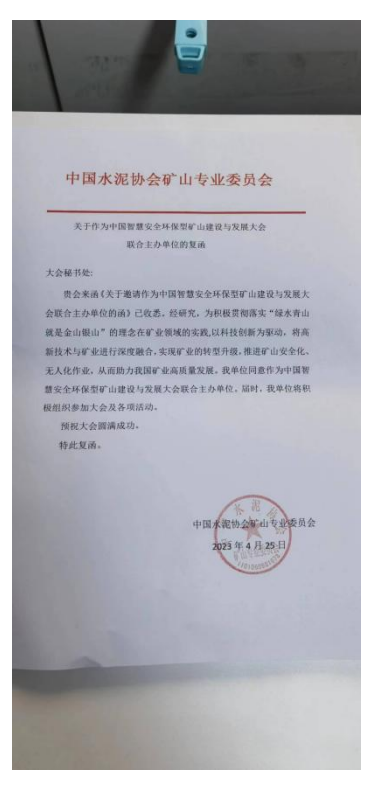 中国水泥协会矿山专业委员会
关于作为中国智慧安全环保型矿山建设与发展大会
联合主办单位的复函
大会秘书处:
贵会来函《关于邀请作为中国智慧安全环保型矿山建设与发展大
会联合主办单位的函》已收悉。经研究，为积极贯彻落实“绿水青山
就是金山银山”的理念在矿业领域的实践,以科技创新为驱动，将高
新技术与矿业进行深度融合，实现矿业的转型升级，推进矿山安全化、
无人化作业，从而助力我国矿业高质量发展。我单位同意作为中国智
慧安全环保型矿山建设与发展大会联合主办单位。届时，我单位将积
极组织参加大会及各项活动。
预祝大会圆满成功。
特此复函。
中国水泥协会矿山专业委员会
2023 年 4 月 25 日